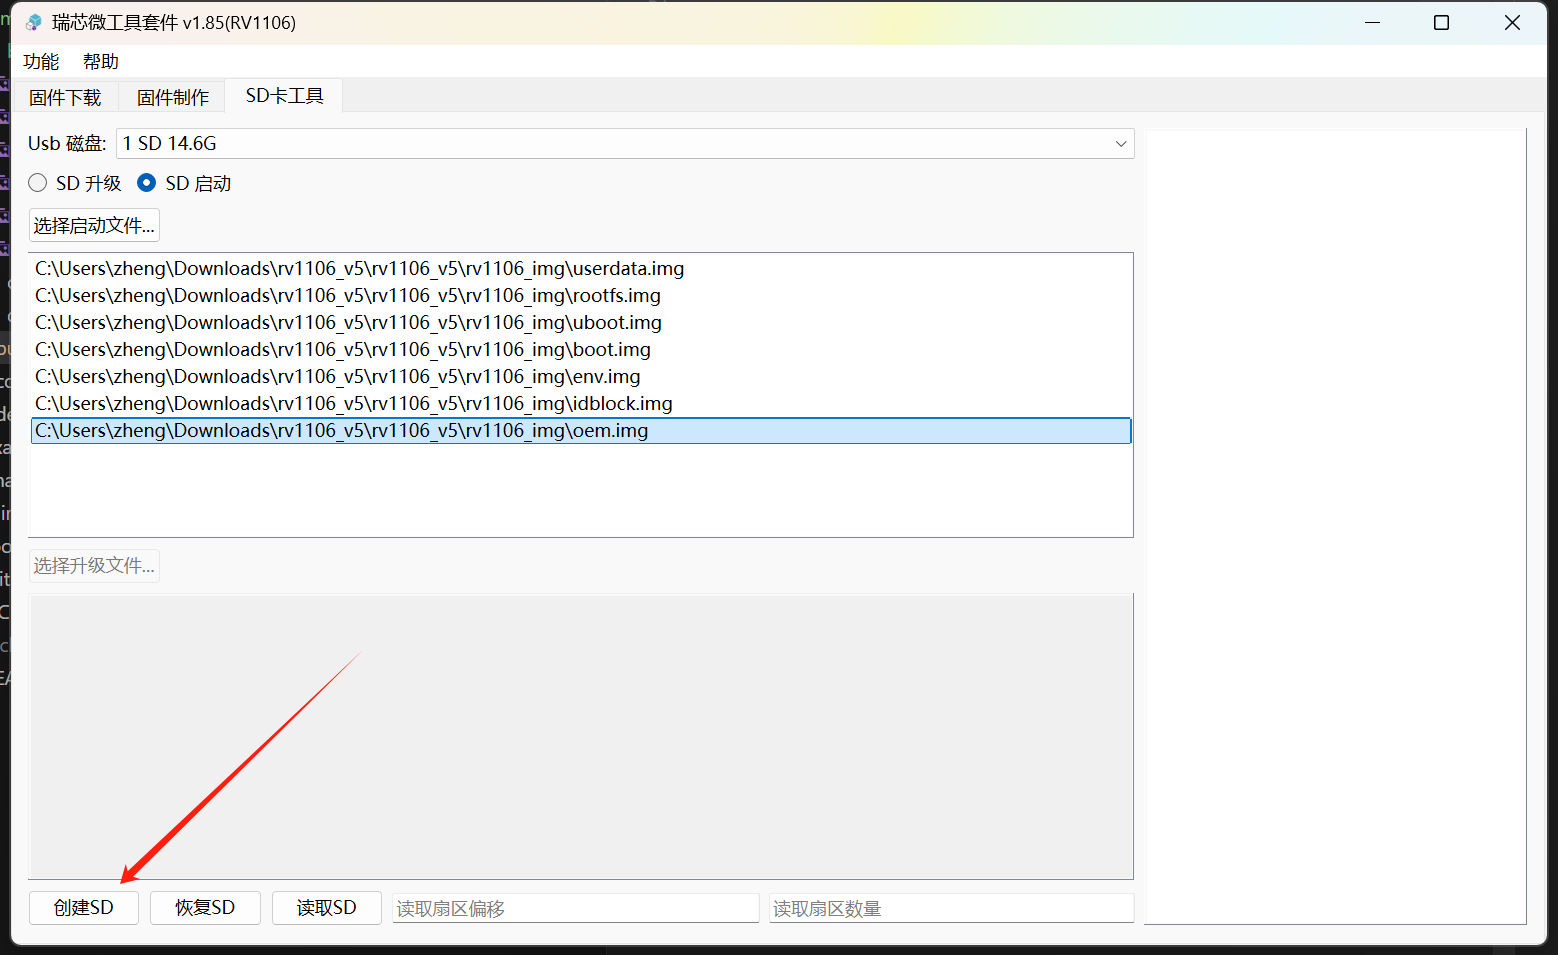 瑞芯微工具套件 v1.85(RV1106)
功能 帮助
固件下载 固件制作 SD卡工具
Usb 磁盘: 1 SD 14.6G
SD 升级 SD 启动
选择启动文件...
C:\Users\zheng\Downloads\rv1106_v5\rv1106_v5\rv1106_img\userdata.img
C:\Users\zheng\Downloads\rv1106_v5\rv1106_v5\rv1106_img\rootfs.img
C:\Users\zheng\Downloads\rv1106_v5\rv1106_v5\rv1106_img\uboot.img
C:\Users\zheng\Downloads\rv1106_v5\rv1106_v5\rv1106_img\boot.img
C:\Users\zheng\Downloads\rv1106_v5\rv1106_v5\rv1106_img\env.img
C:\Users\zheng\Downloads\rv1106_v5\rv1106_v5\rv1106_img\idblock.img
C:\Users\zheng\Downloads\rv1106_v5\rv1106_v5\rv1106_img\oem.img
选择升级文件...
创建SD 恢复SD 读取SD 读取扇区偏移 读取扇区数量